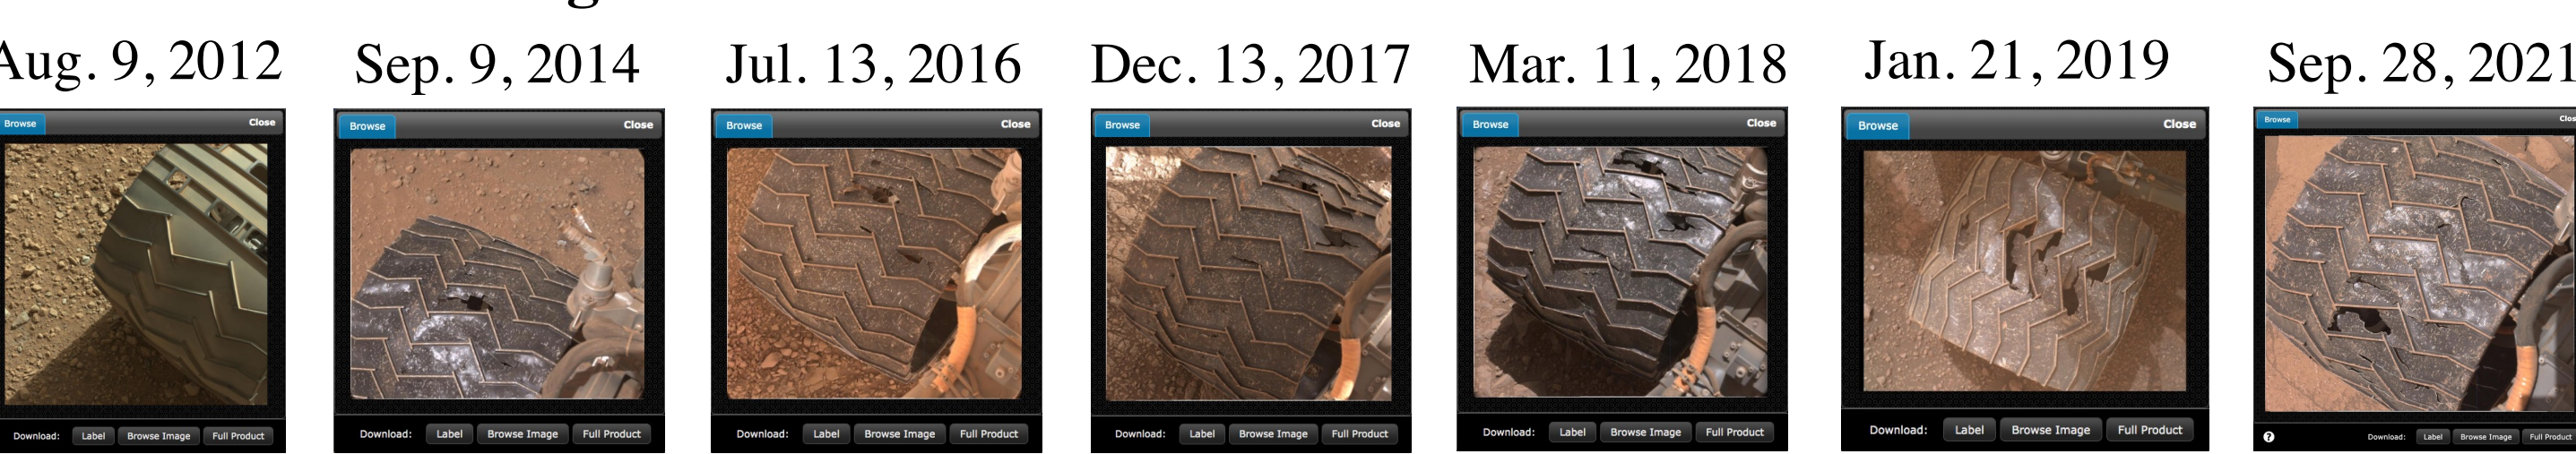 Aug. 9, 2012
Sep. 9, 2014
Jul. 13, 2016
Dec. 13, 2017
Mar. 11, 2018
Jan. 21, 2019
Sep. 28, 2021
Browse Close
Browse Close
Browse Close
Browse Close
Browse Close
Browse Close
Browse
Download: Label Browse Image Full Product
Download: Label Browse Image Full Product
Download: Label Browse Image Full Product
Download: Label Browse Image Full Product
Download: Label Browse Image Full Product
Download: Label Browse Image Full Product
? Download: Label Browse Image Full Product